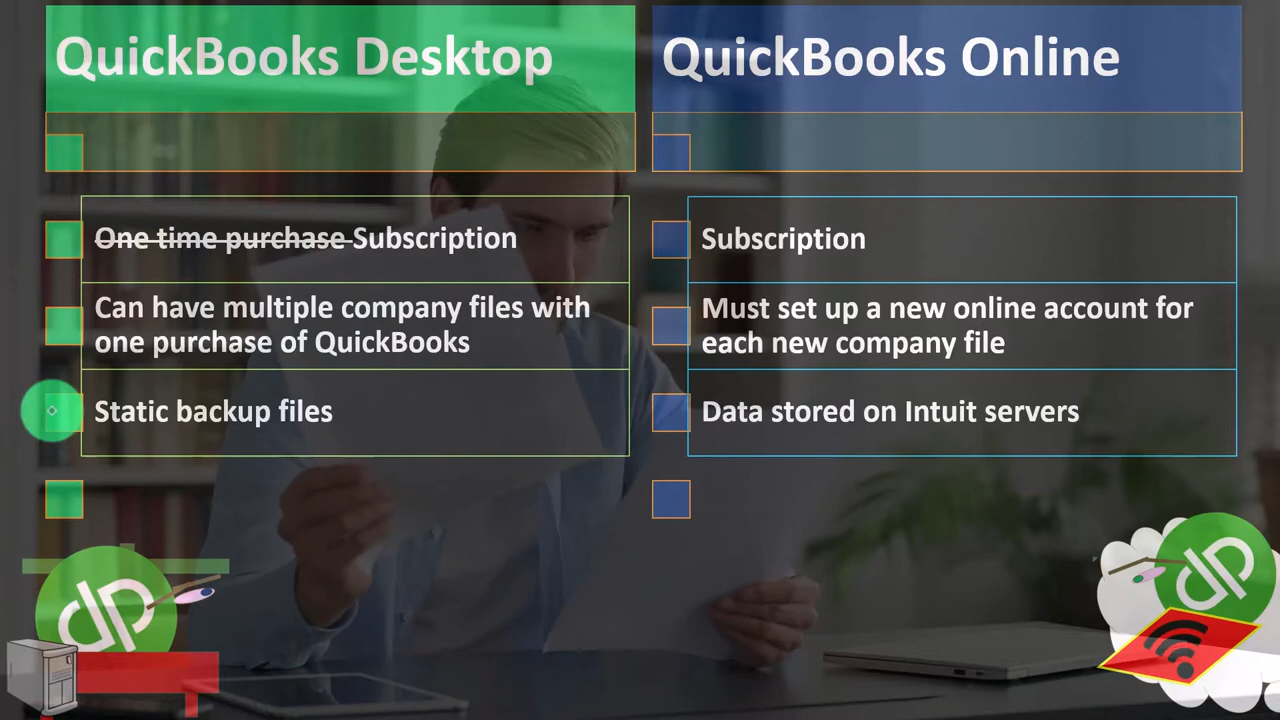 QuickBooks Desktop
One time purchase Subscription
Can have multiple company files with
one purchase of QuickBooks
Static backup files
QuickBooks Online
Subscription
Must set up a new online account for
each new company file
Data stored on Intuit servers